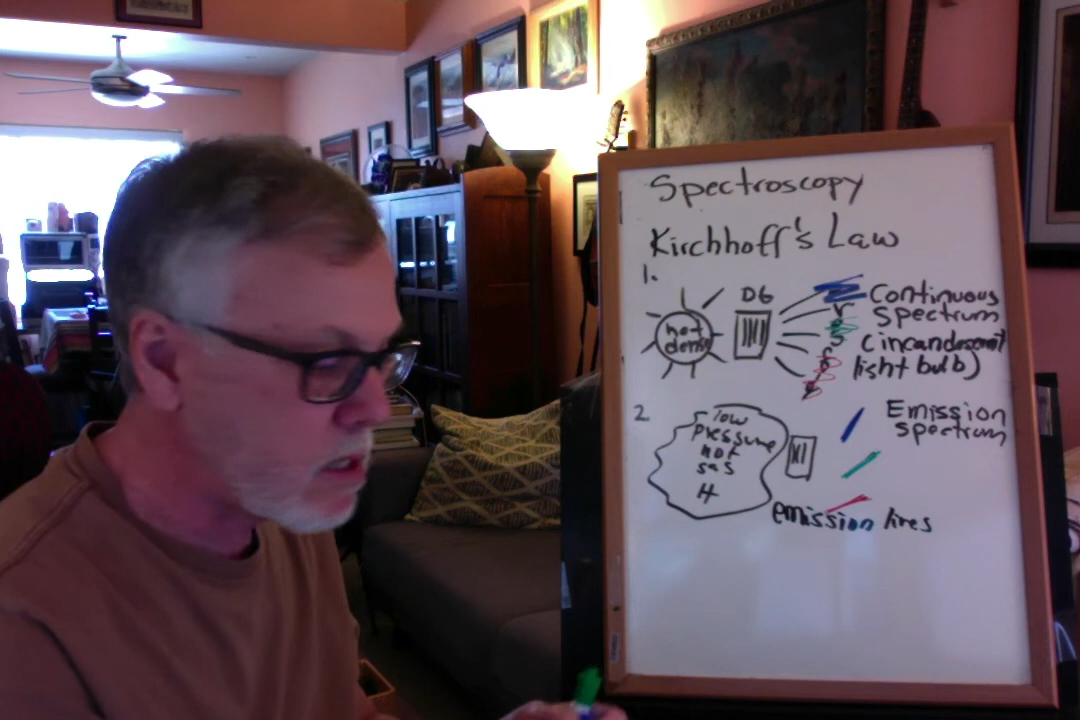 Spectroscopy
Kirchhoff's Law
1.
hot
dense
DG
Continuous
Spectrum
(incandescent
light bulb)
2
low
pressure
hot
gas
H
Emission
spectrum
emission lines